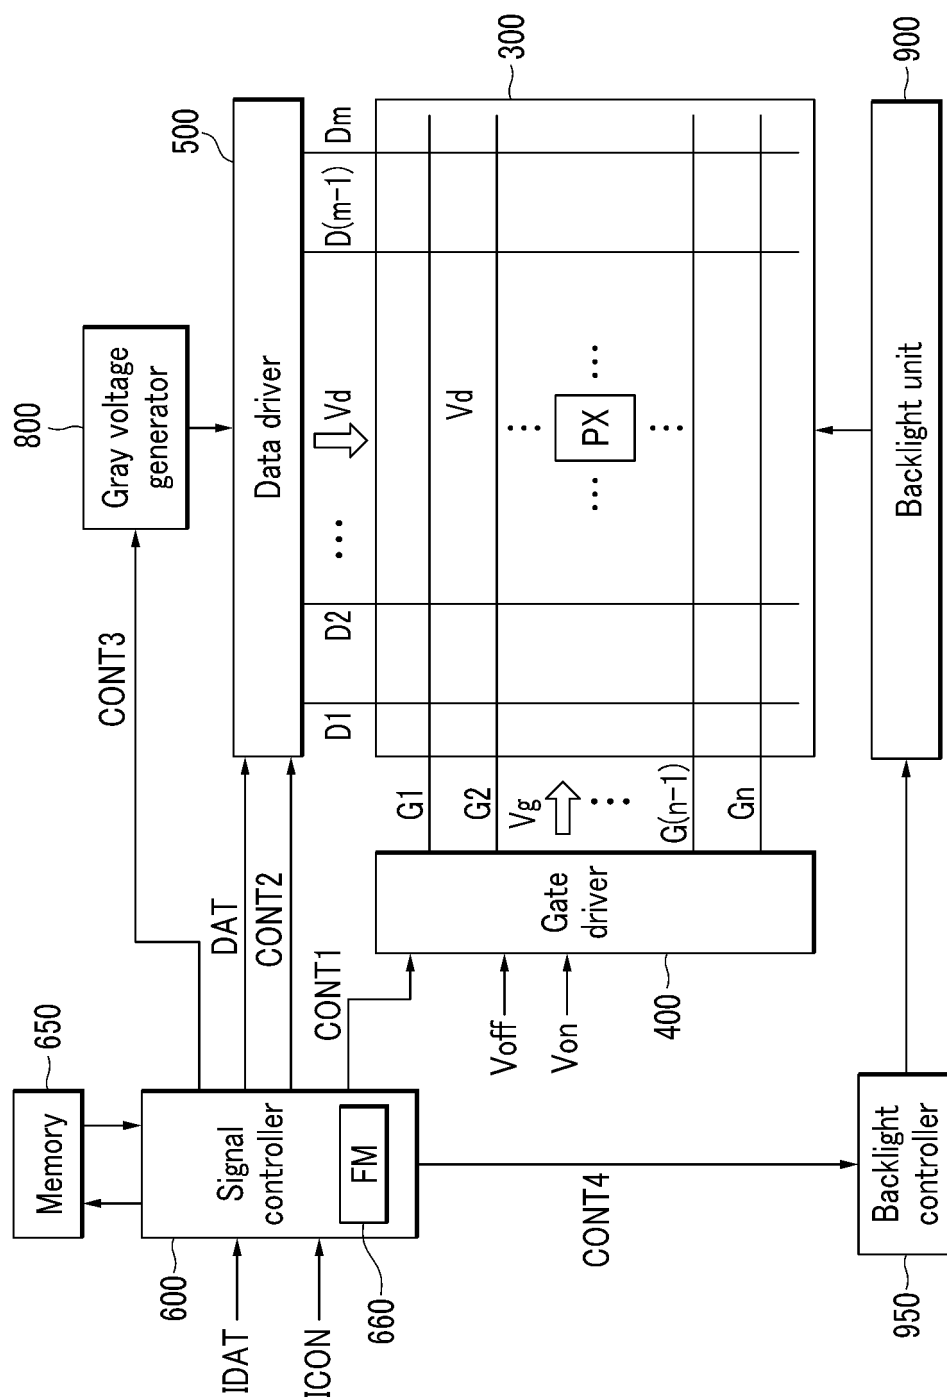 650
Memory
600
Signal
controller
FM
660
IDAT
ICON
CONT3
DAT
CONT2
CONT1
CONT4
800
Gray voltage
generator
500
Data driver
D1
D2
...
Vd
D(m-1)
Dm
300
Voff
Von
400
Gate
driver
G1
G2
Vg
...
G(n-1)
Gn
Vd
...
... PX ...
...
950
Backlight
controller
900
Backlight unit